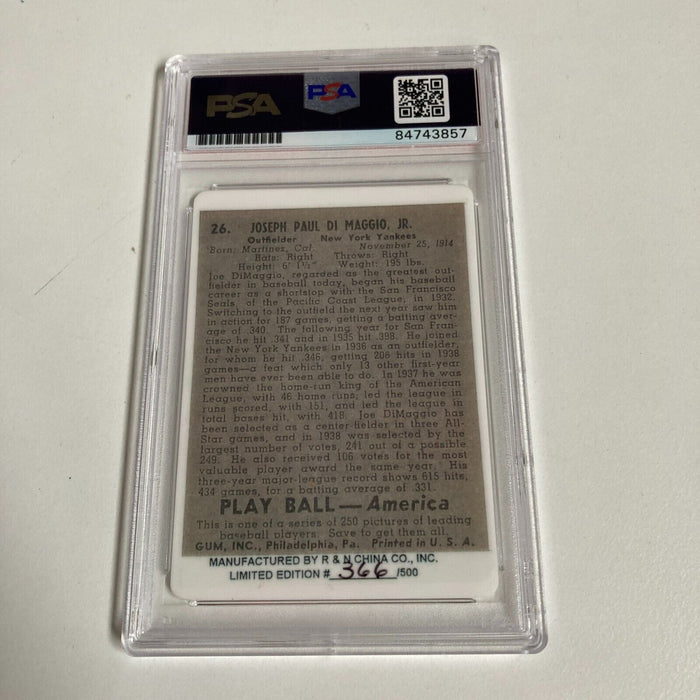 PSA PSA
84743857
26. JOSEPH PAUL DI MAGGIO, JR.
Outfielder New York Yankees
Born: Martinez, Cal. November 25, 1914
Bats: Right Throws: Right
Height: 6' 1½" Weight: 195 lbs.
Joe DiMaggio, regarded as the greatest out-
fielder in baseball today, began his baseball
career as a shortstop with the San Francisco
Seals, of the Pacific Coast League, in 1932.
Switching to the outfield the next year saw him
in action for 187 games, getting a batting aver-
age of .340. The following year for San Fran-
cisco he hit .341 and in 1935 hit .398. He joined
the New York Yankees in 1936 as an outfielder,
for whom he hit .346, getting 206 hits in 1938
games—a feat which only 13 other first-year
men have ever been able to do. In 1937 he was
crowned the home-run king of the American
League, with 46 home runs; led the league in
runs scored, with 151, and led the league in
total bases hit, with 418. Joe DiMaggio has
been selected as a center-fielder in three All-
Star games, and in 1938 was selected by the
largest number of votes, 241 out of a possible
249. He also received 106 votes for the most
valuable player award the same year. His
three-year major-league record shows 615 hits,
434 games, for a batting average of .331.
PLAY BALL — America
This is one of a series of 250 pictures of leading
baseball players. Save to get them all.
GUM, INC., Philadelphia, Pa. Printed in U. S. A.
MANUFACTURED BY R & N CHINA CO., INC.
LIMITED EDITION # 366 /500